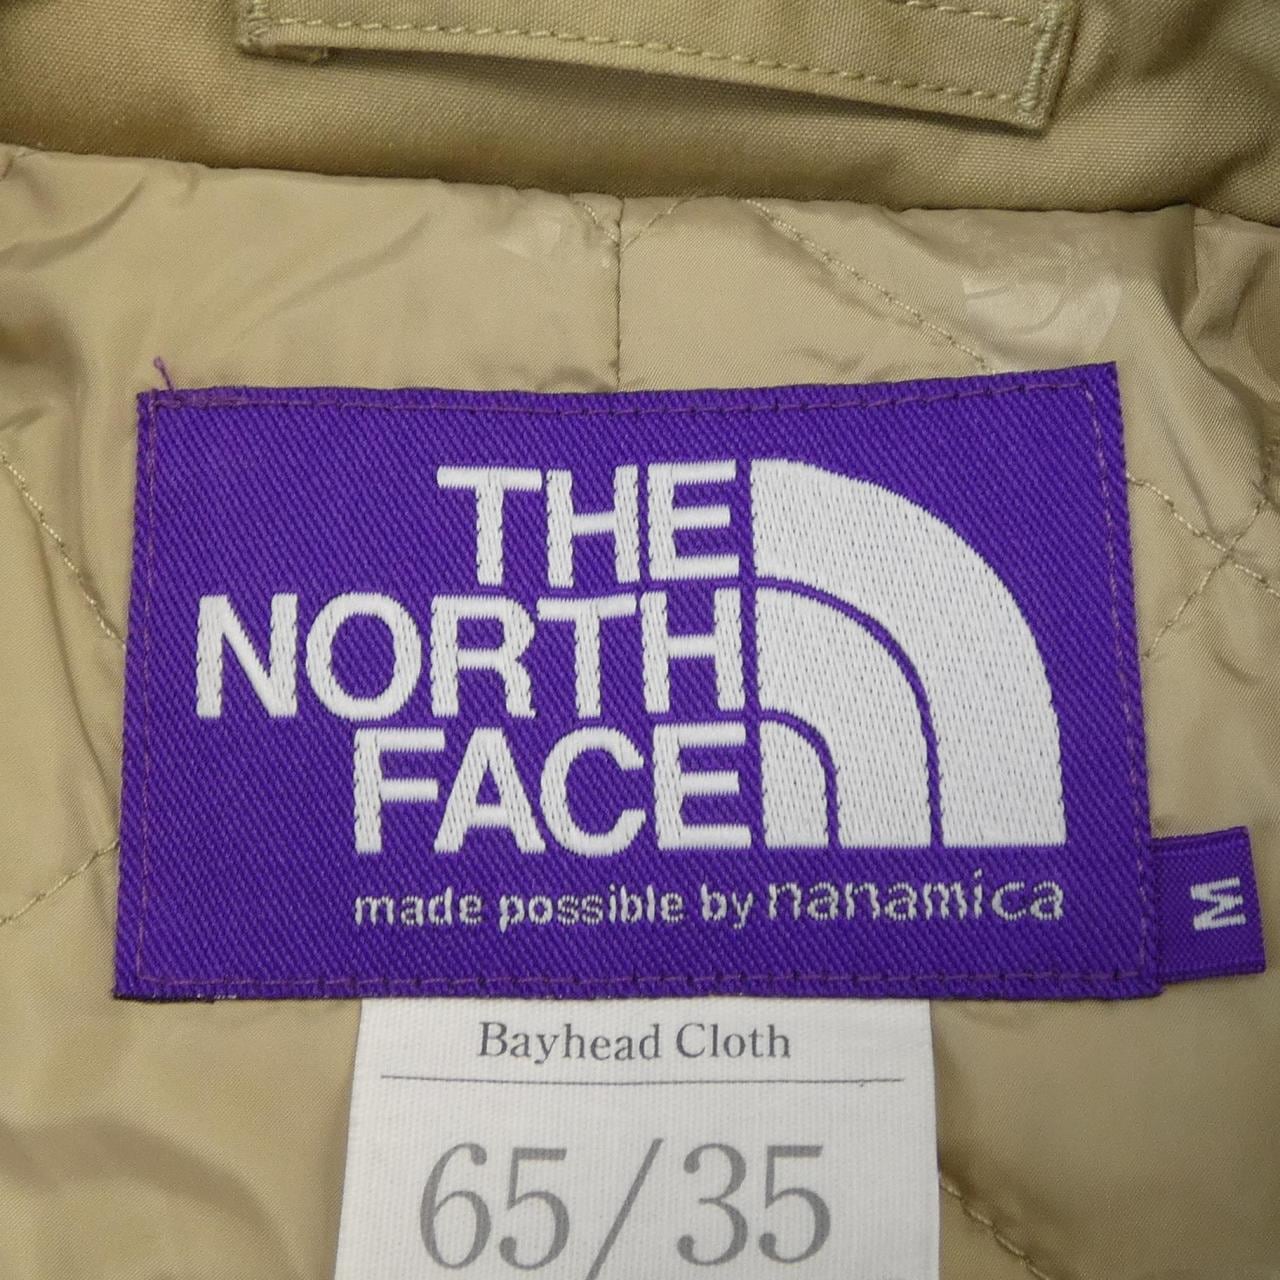 THE
NORTH
FACE
made possible by nanamica
M
Bayhead Cloth
65/35